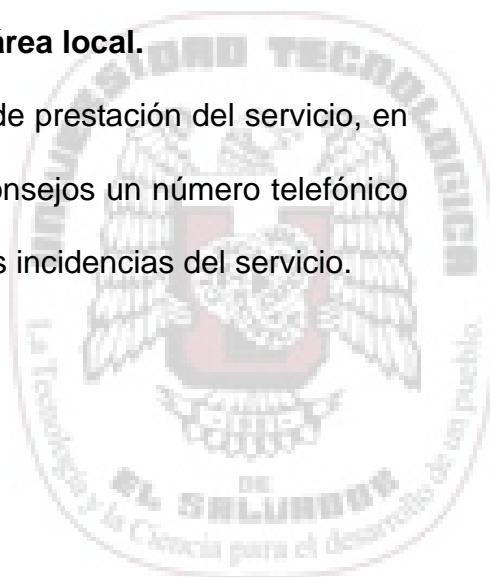 área local.
de prestación del servicio, en
onsejos un número telefónico
s incidencias del servicio.
UNIVERSIDAD TECNOLOGICA
DE
EL SALVADOR
La Tecnología y la Ciencia para el desarrollo de un pueblo.